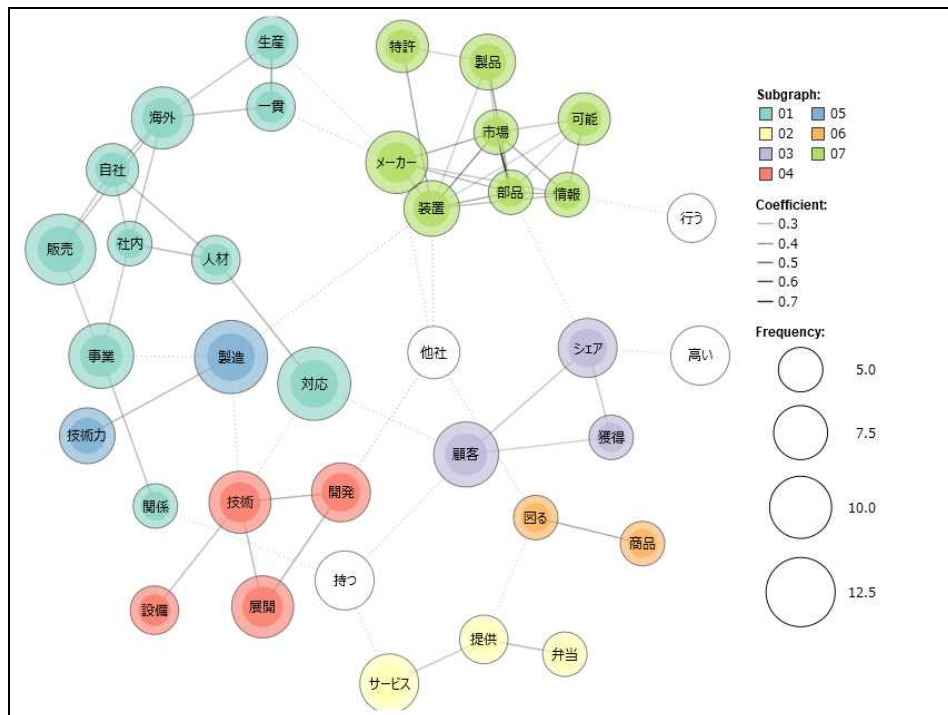 生産
特許
製品
海外
一貫
市場
可能
メーカー
自社
装置
部品
情報
行う
販売
社内
人材
事業
製造
対応
他社
シェア
高い
技術力
顧客
獲得
関係
技術
開発
図る
商品
持つ
設備
展開
提供
弁当
サービス
Subgraph:
01 05
02 06
03 07
04
Coefficient:
0.3
0.4
0.5
0.6
0.7
Frequency:
5.0
7.5
10.0
12.5